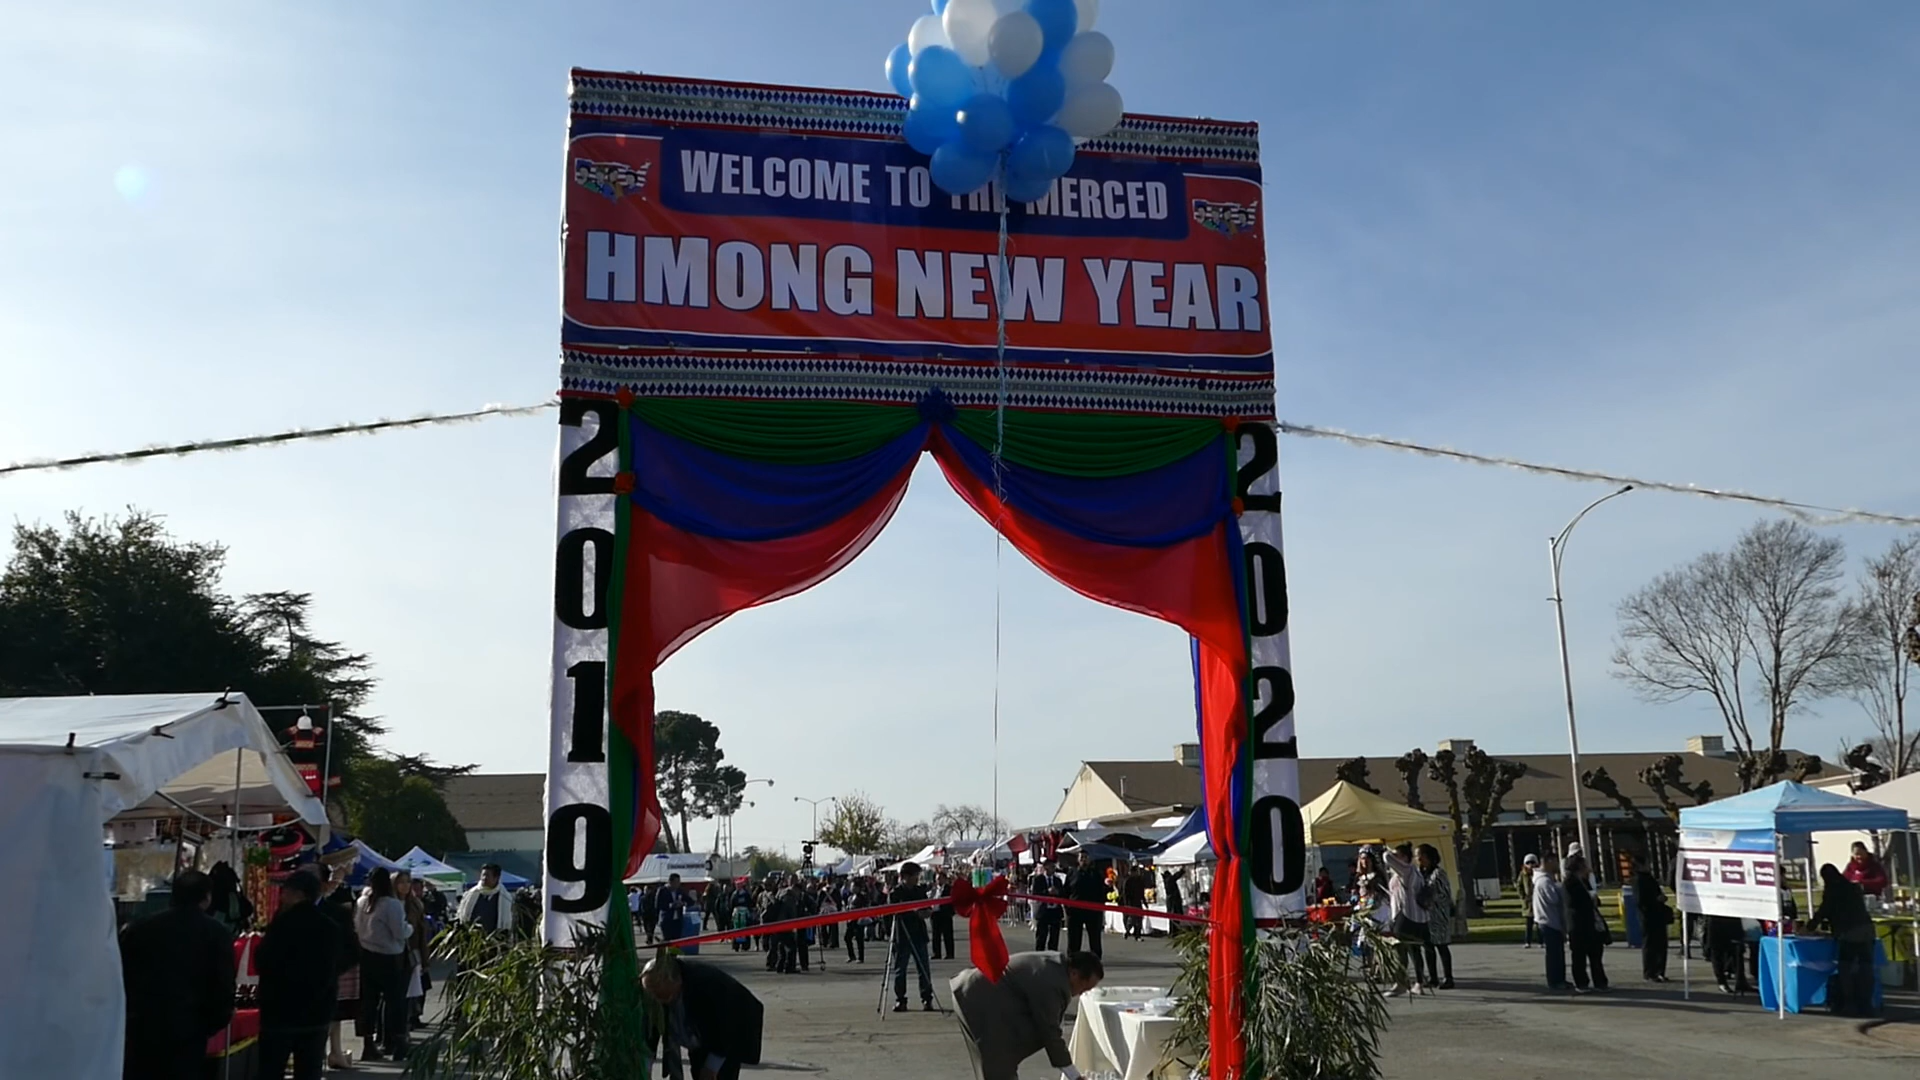 WELCOME TO THE MERCED
HMONG NEW YEAR
2019
2020